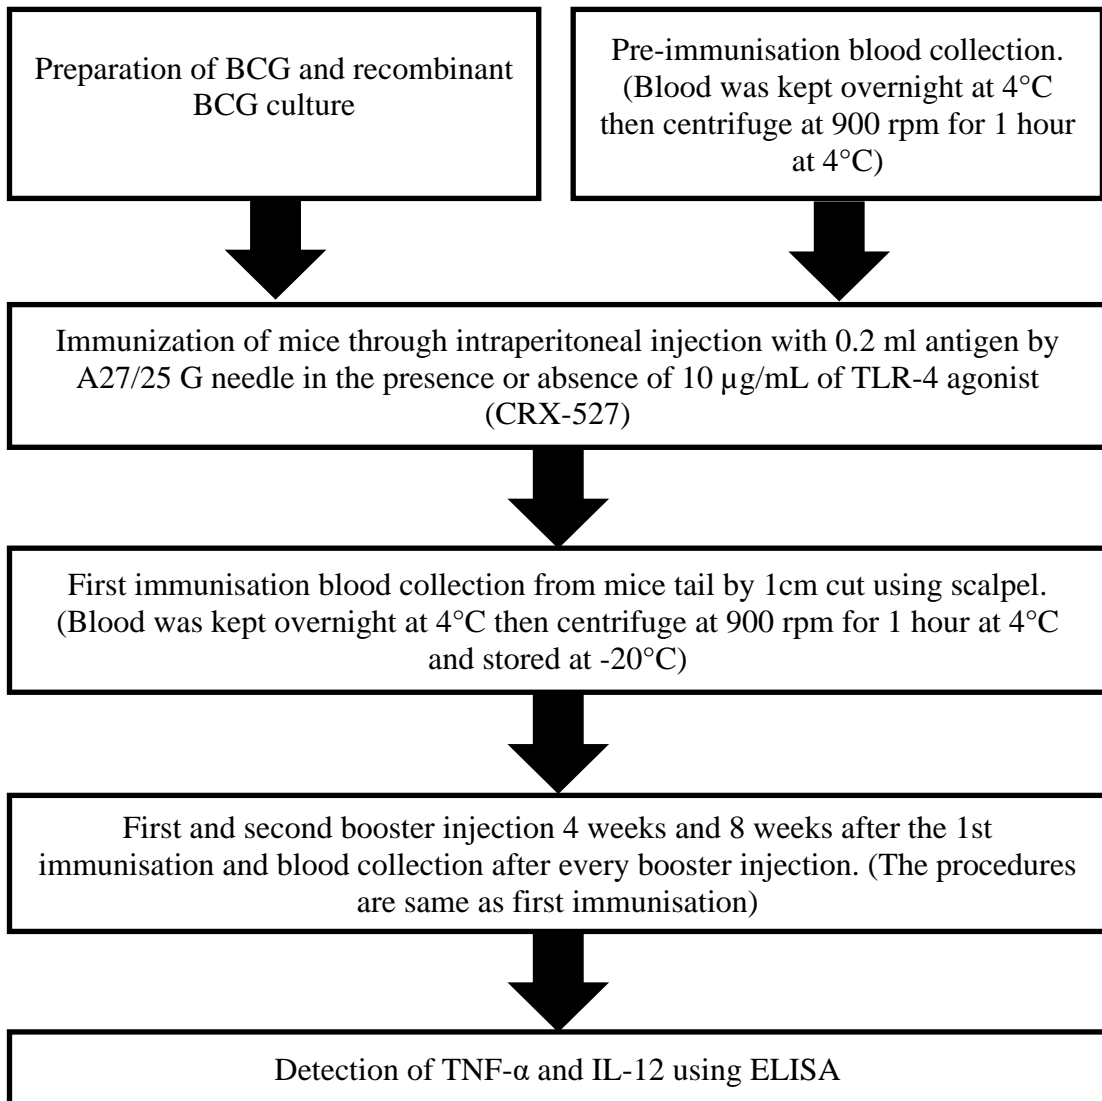 Preparation of BCG and recombinant
BCG culture
Pre-immunisation blood collection.
(Blood was kept overnight at 4°C
then centrifuge at 900 rpm for 1 hour
at 4°C)
Immunization of mice through intraperitoneal injection with 0.2 ml antigen by
A27/25 G needle in the presence or absence of 10 µg/mL of TLR-4 agonist
(CRX-527)
First immunisation blood collection from mice tail by 1cm cut using scalpel.
(Blood was kept overnight at 4°C then centrifuge at 900 rpm for 1 hour at 4°C
and stored at -20°C)
First and second booster injection 4 weeks and 8 weeks after the 1st
immunisation and blood collection after every booster injection. (The procedures
are same as first immunisation)
Detection of TNF-α and IL-12 using ELISA